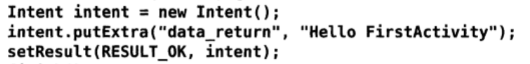 Intent intent = new Intent();
intent.putExtra("data_return", "Hello FirstActivity");
setResult(RESULT_OK, intent);